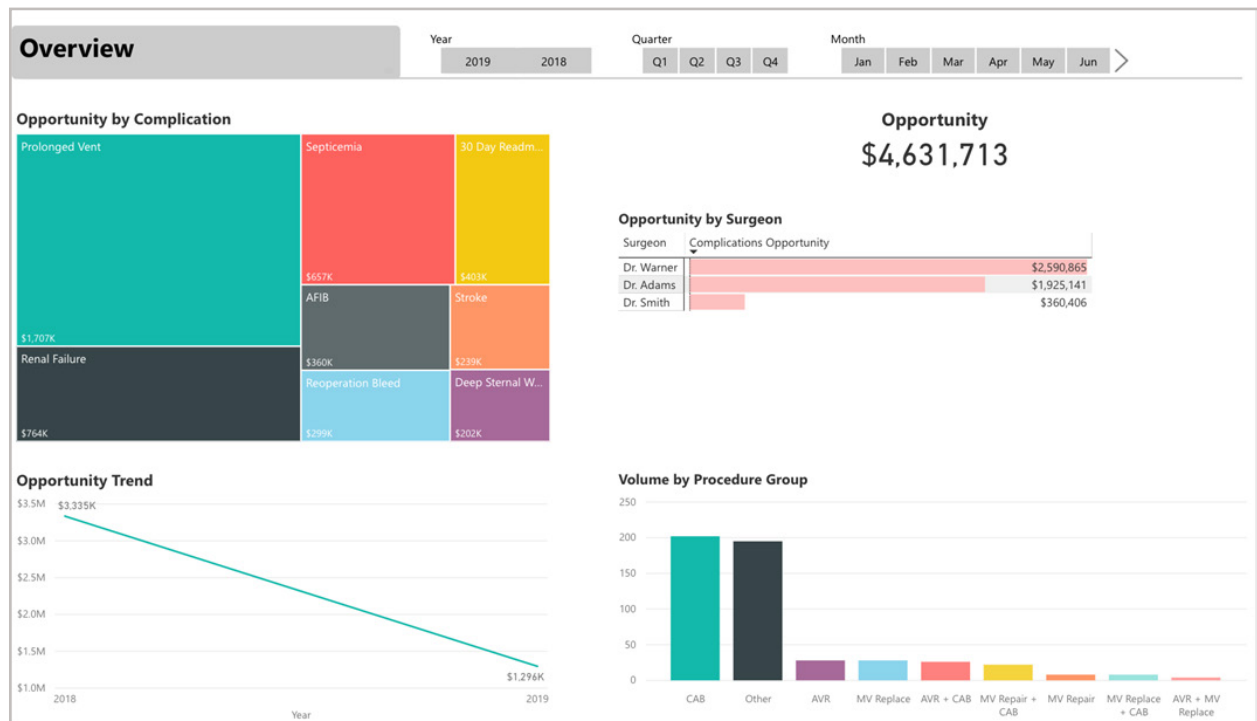 Overview
Year
2019 2018
Quarter
Q1 Q2 Q3 Q4
Month
Jan Feb Mar Apr May Jun
Opportunity by Complication
Prolonged Vent
$1,707K
Renal Failure
$764K
Septicemia
$657K
30 Day Readm...
$403K
AFIB
$360K
Stroke
$239K
Reoperation Bleed
$299K
Deep Sternal W...
$202K
Opportunity
$4,631,713
Opportunity by Surgeon
Surgeon Complications Opportunity
Dr. Warner $2,590,865
Dr. Adams $1,925,141
Dr. Smith $360,406
Opportunity Trend
$3.5M
$3,335K
$3.0M
$2.5M
$2.0M
$1.5M
$1,296K
$1.0M
2018 2019
Year
Volume by Procedure Group
250
200
150
100
50
0
CAB
Other
AVR
MV Replace
AVR + CAB
MV Repair +
CAB
MV Repair
MV Replace
+ CAB
AVR + MV
Replace